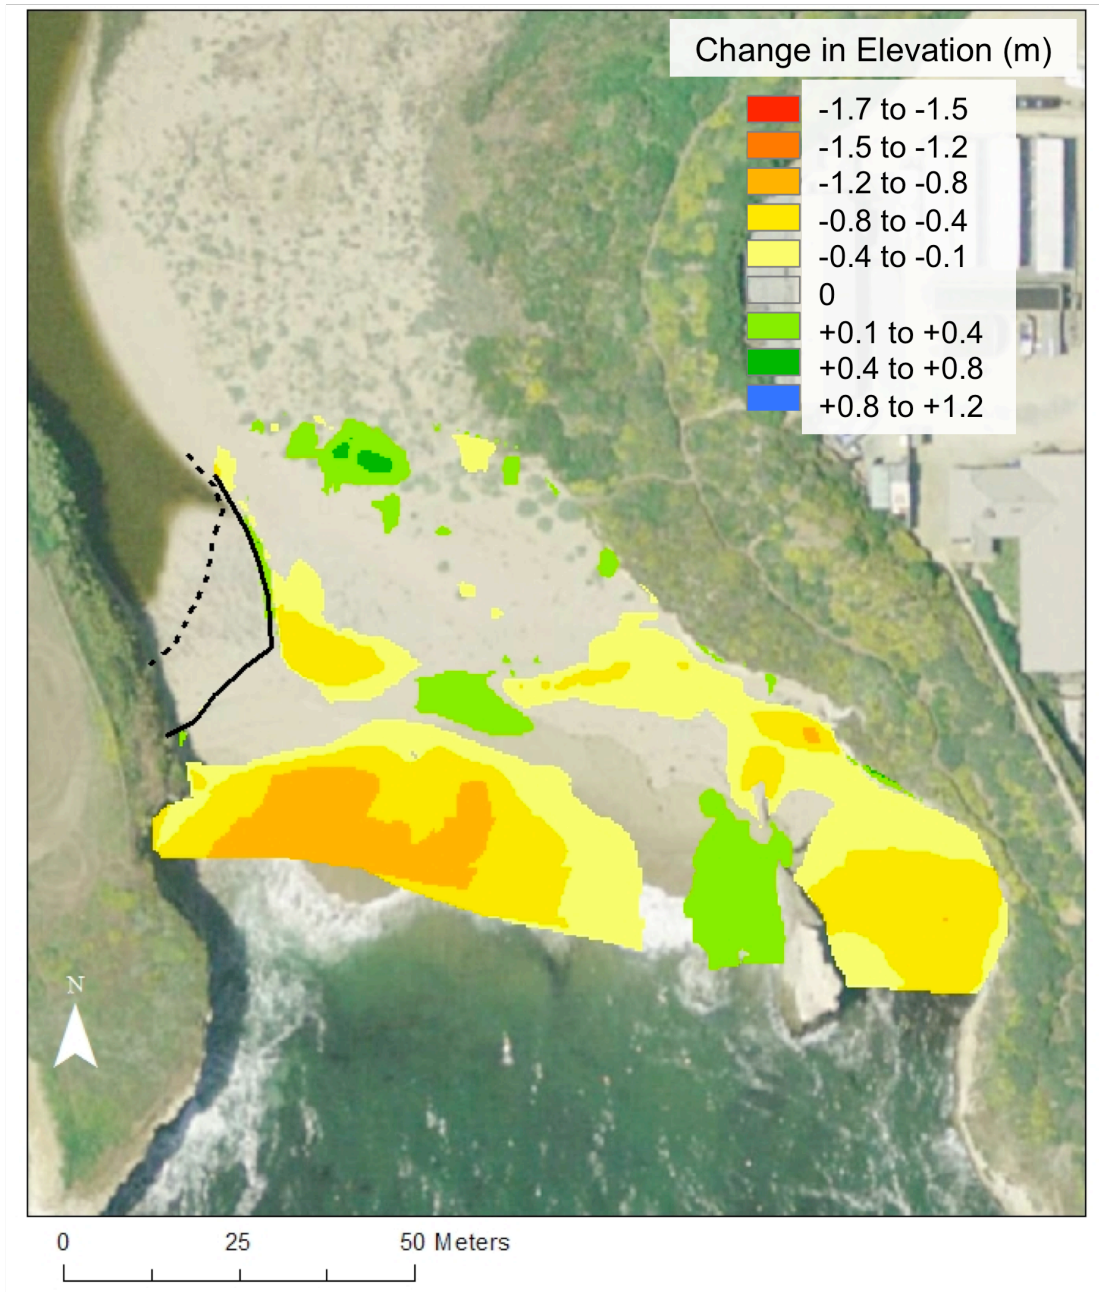 Change in Elevation (m)
-1.7 to -1.5
-1.5 to -1.2
-1.2 to -0.8
-0.8 to -0.4
-0.4 to -0.1
0
+0.1 to +0.4
+0.4 to +0.8
+0.8 to +1.2
N
0 25 50 Meters